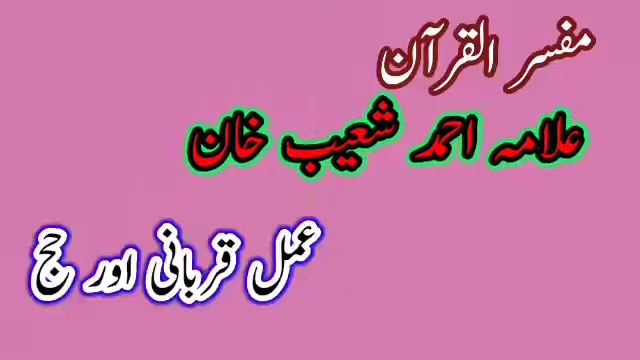 مفسر القرآن
علامہ احمد شعیب خان
عمل قربانی اور حج